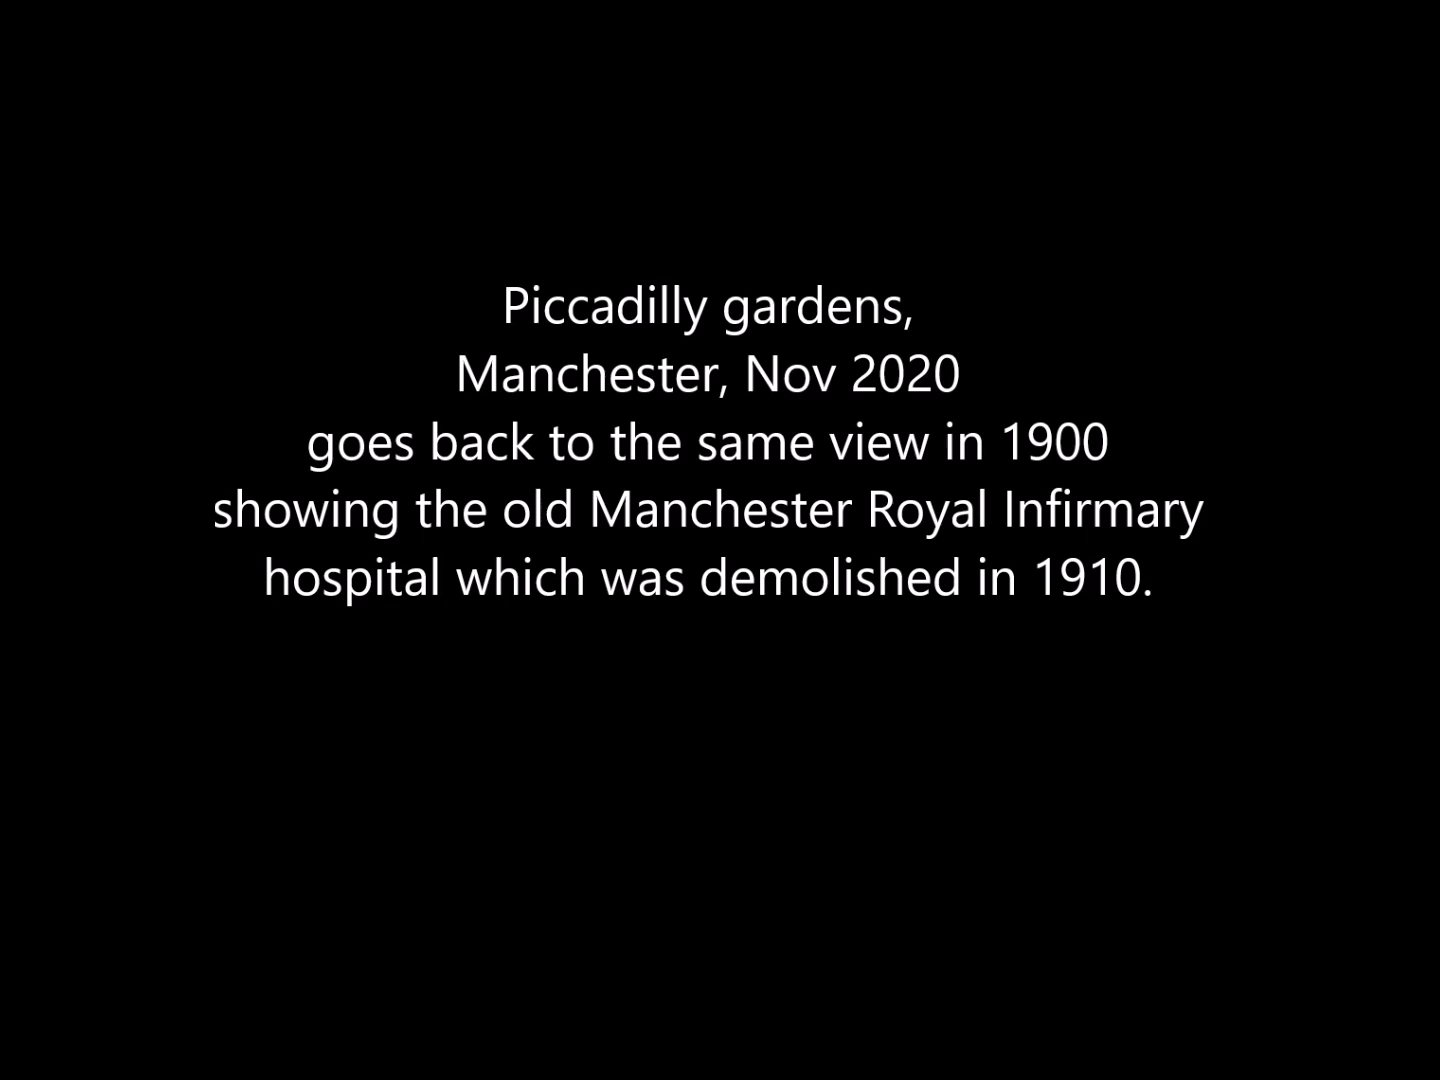 Piccadilly gardens,
Manchester, Nov 2020
goes back to the same view in 1900
showing the old Manchester Royal Infirmary
hospital which was demolished in 1910.